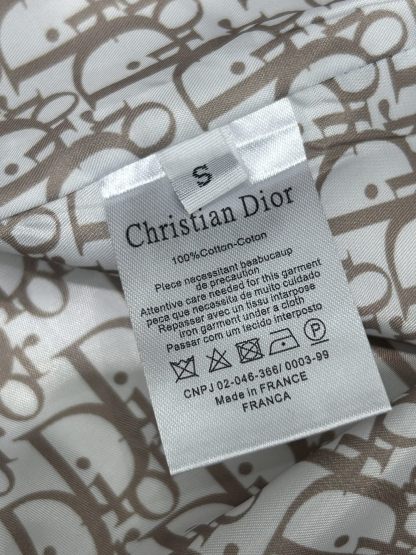 S
Christian Dior
100%Cotton-Coton
Piece necessitant beabucaup
de precaution
Attentive care needed for this garment
peça que necessita de muito cuidado
Repasser avec un tissu interpose
iron garment under a cloth
Passar com um tecido interposto
P
CNPJ 02-046-366/ 0003-99
Made in FRANCE
FRANCA